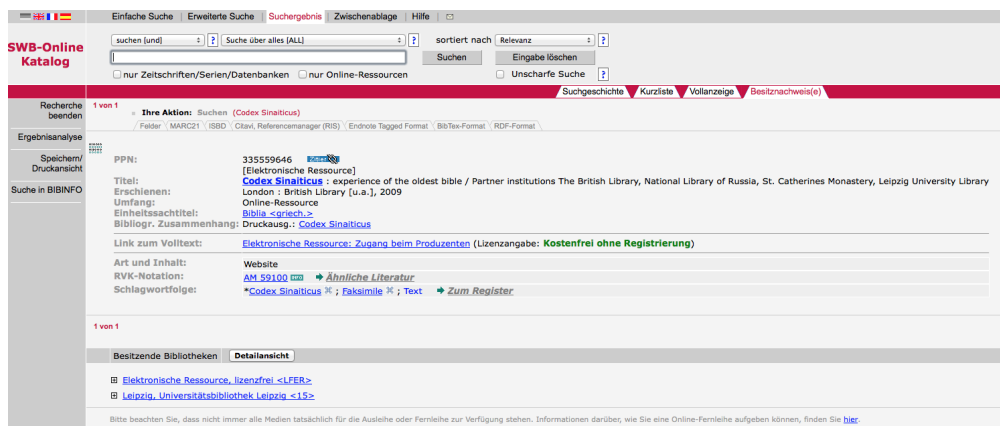 Einfache Suche | Erweiterte Suche | Suchergebnis | Zwischenablage | Hilfe |
SWB-Online
Katalog
suchen [und] ? Suche über alles [ALL] ? sortiert nach Relevanz ?
Suchen Eingabe löschen
nur Zeitschriften/Serien/Datenbanken nur Online-Ressourcen Unscharfe Suche ?
Suchgeschichte Kurzliste Vollanzeige Besitznachweis(e)
Recherche
beenden
Ergebnisanalyse
Speichern/
Druckansicht
Suche in BIBINFO
1 von 1
Ihre Aktion: Suchen (Codex Sinaiticus)
Felder MARC21 ISBD Citavi, Referencemanager (RIS) Endnote Tagged Format BibTex-Format RDF-Format
PPN: 335559646
[Elektronische Ressource]
Titel: Codex Sinaiticus : experience of the oldest bible / Partner institutions The British Library, National Library of Russia, St. Catherines Monastery, Leipzig University Library
Erschienen: London : British Library [u.a.], 2009
Umfang: Online-Ressource
Einheitssachtitel: Biblia <griech.>
Bibliogr. Zusammenhang: Druckausg.: Codex Sinaiticus
Link zum Volltext: Elektronische Ressource: Zugang beim Produzenten (Lizenzangabe: Kostenfrei ohne Registrierung)
Art und Inhalt: Website
RVK-Notation: AM 59100 Ähnliche Literatur
Schlagwortfolge: *Codex Sinaiticus ; Faksimile ; Text Zum Register
1 von 1
Besitzende Bibliotheken Detailansicht
Elektronische Ressource, lizenzfrei <LFER>
Leipzig, Universitätsbibliothek Leipzig <15>
Bitte beachten Sie, dass nicht immer alle Medien tatsächlich für die Ausleihe oder Fernleihe zur Verfügung stehen. Informationen darüber, wie Sie eine Online-Fernleihe aufgeben können, finden Sie hier.